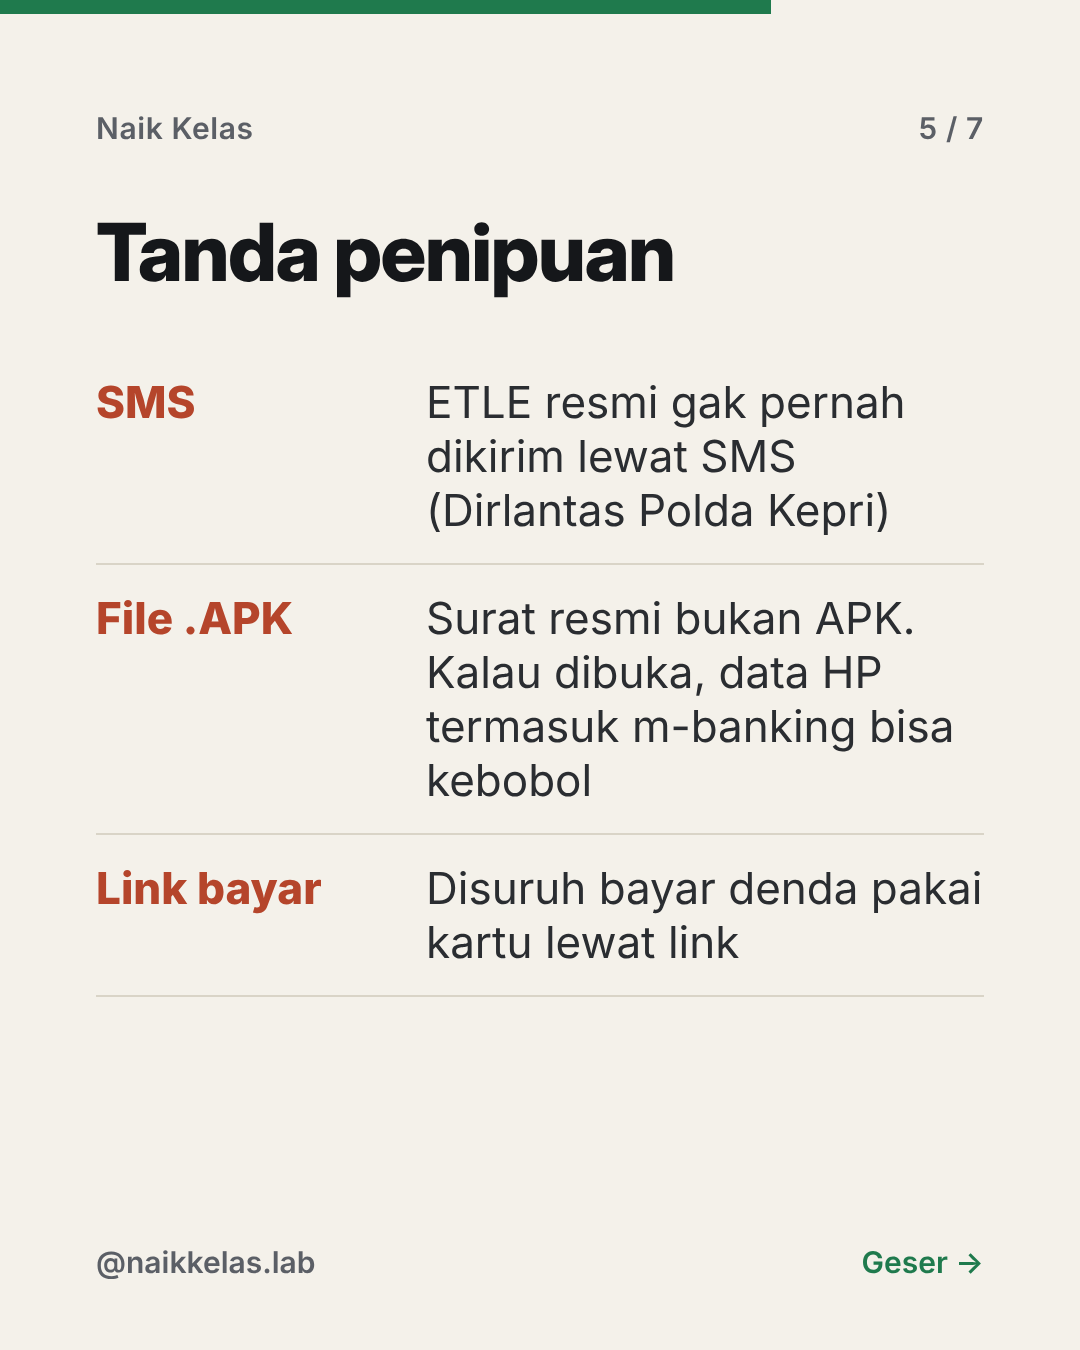 Naik Kelas
5 / 7
Tanda penipuan
SMS
ETLE resmi gak pernah
dikirim lewat SMS
(Dirlantas Polda Kepri)
File .APK
Surat resmi bukan APK.
Kalau dibuka, data HP
termasuk m-banking bisa
kebobol
Link bayar
Disuruh bayar denda pakai
kartu lewat link
@naikkelas.lab
Geser →